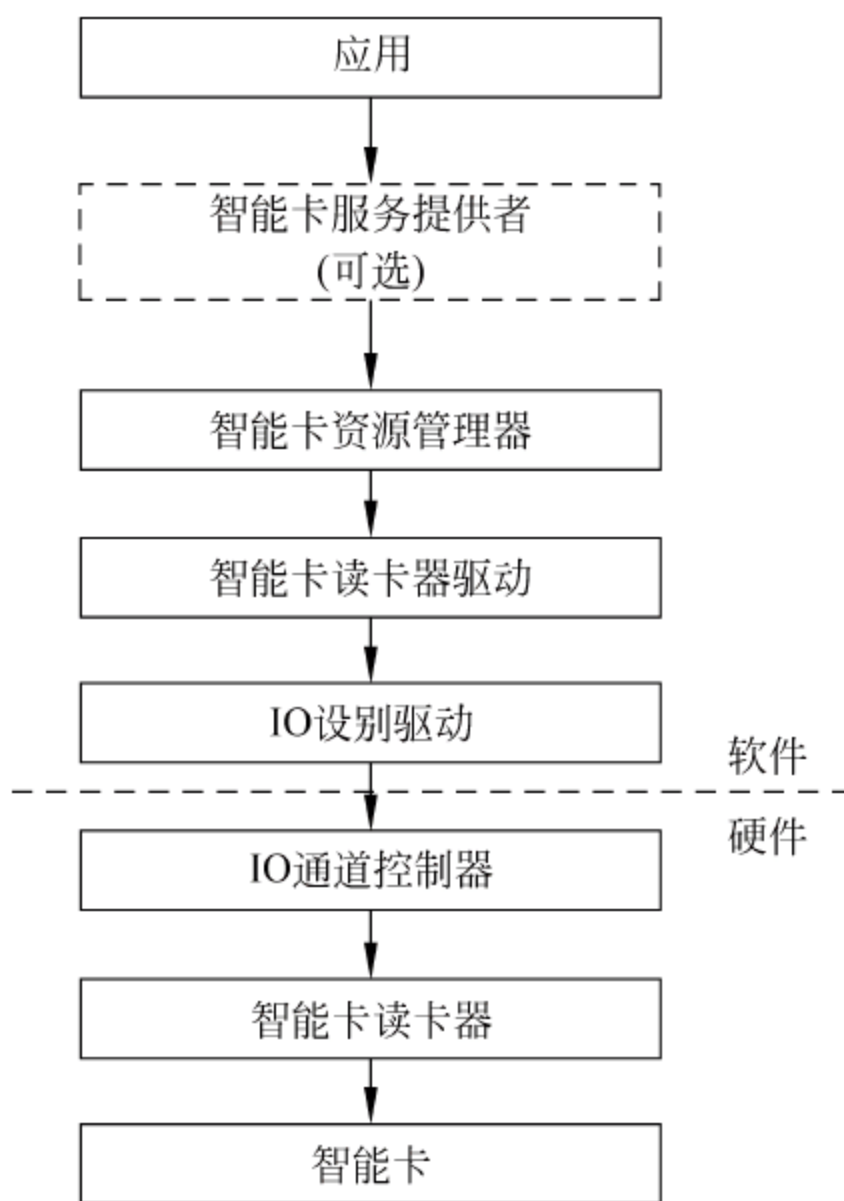 应用
智能卡服务提供者
(可选)
智能卡资源管理器
智能卡读卡器驱动
IO设别驱动
软件
硬件
IO通道控制器
智能卡读卡器
智能卡